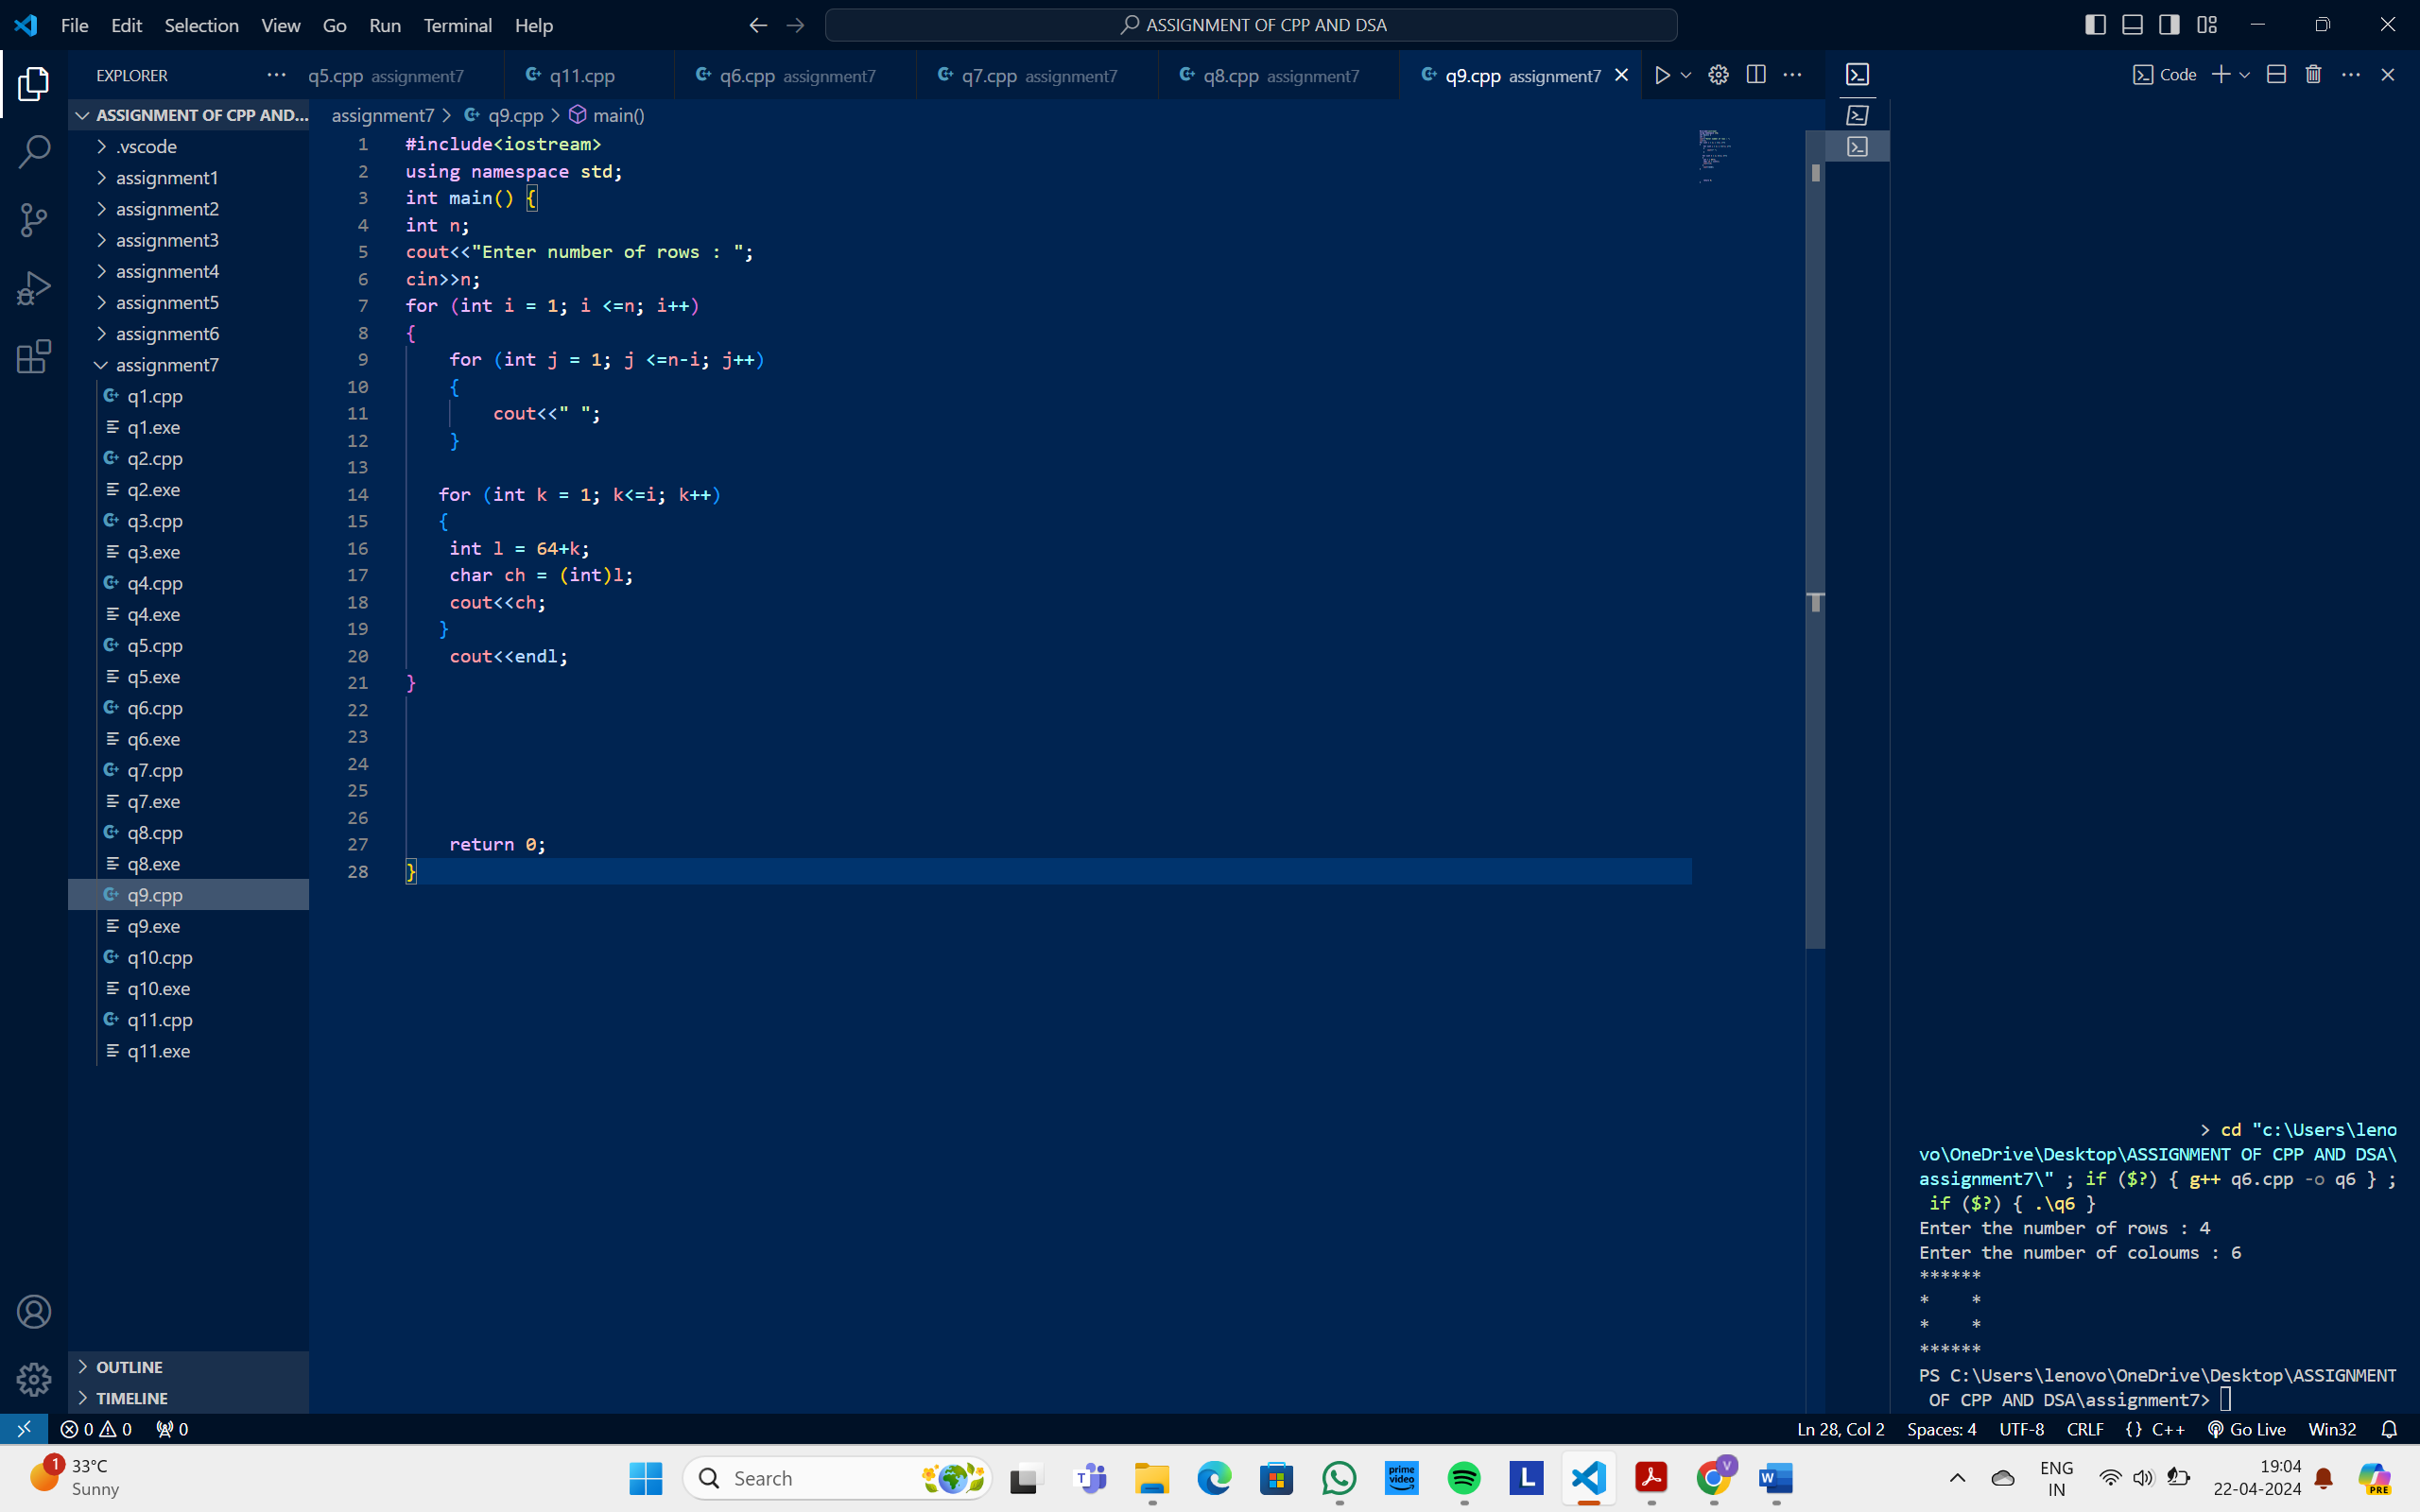 File Edit Selection View Go Run Terminal Help
ASSIGNMENT OF CPP AND DSA
EXPLORER
q5.cpp assignment7
q11.cpp
q6.cpp assignment7
q7.cpp assignment7
q8.cpp assignment7
q9.cpp assignment7
Code
ASSIGNMENT OF CPP AND...
.vscode
assignment1
assignment2
assignment3
assignment4
assignment5
assignment6
assignment7
q1.cpp
q1.exe
q2.cpp
q2.exe
q3.cpp
q3.exe
q4.cpp
q4.exe
q5.cpp
q5.exe
q6.cpp
q6.exe
q7.cpp
q7.exe
q8.cpp
q8.exe
q9.cpp
q9.exe
q10.cpp
q10.exe
q11.cpp
q11.exe
OUTLINE
TIMELINE
assignment7 > q9.cpp > main()
1 #include<iostream>
2 using namespace std;
3 int main() {
4 int n;
5 cout<<"Enter number of rows : ";
6 cin>>n;
7 for (int i = 1; i <=n; i++)
8 {
9 for (int j = 1; j <=n-i; j++)
10 {
11 cout<<" ";
12 }
13
14 for (int k = 1; k<=i; k++)
15 {
16 int l = 64+k;
17 char ch = (int)l;
18 cout<<ch;
19 }
20 cout<<endl;
21 }
22
23
24
25
26
27 return 0;
28 }
> cd "c:\Users\leno
vo\OneDrive\Desktop\ASSIGNMENT OF CPP AND DSA\
assignment7\" ; if ($?) { g++ q6.cpp -o q6 } ;
if ($?) { .\q6 }
Enter the number of rows : 4
Enter the number of coloums : 6
******
*    *
*    *
******
PS C:\Users\lenovo\OneDrive\Desktop\ASSIGNMENT
OF CPP AND DSA\assignment7>
0 0 0
Ln 28, Col 2 Spaces: 4 UTF-8 CRLF {} C++ Go Live Win32
1
33°C
Sunny
Search
T
prime video
L
V
W
ENG
IN
19:04
22-04-2024
PRE